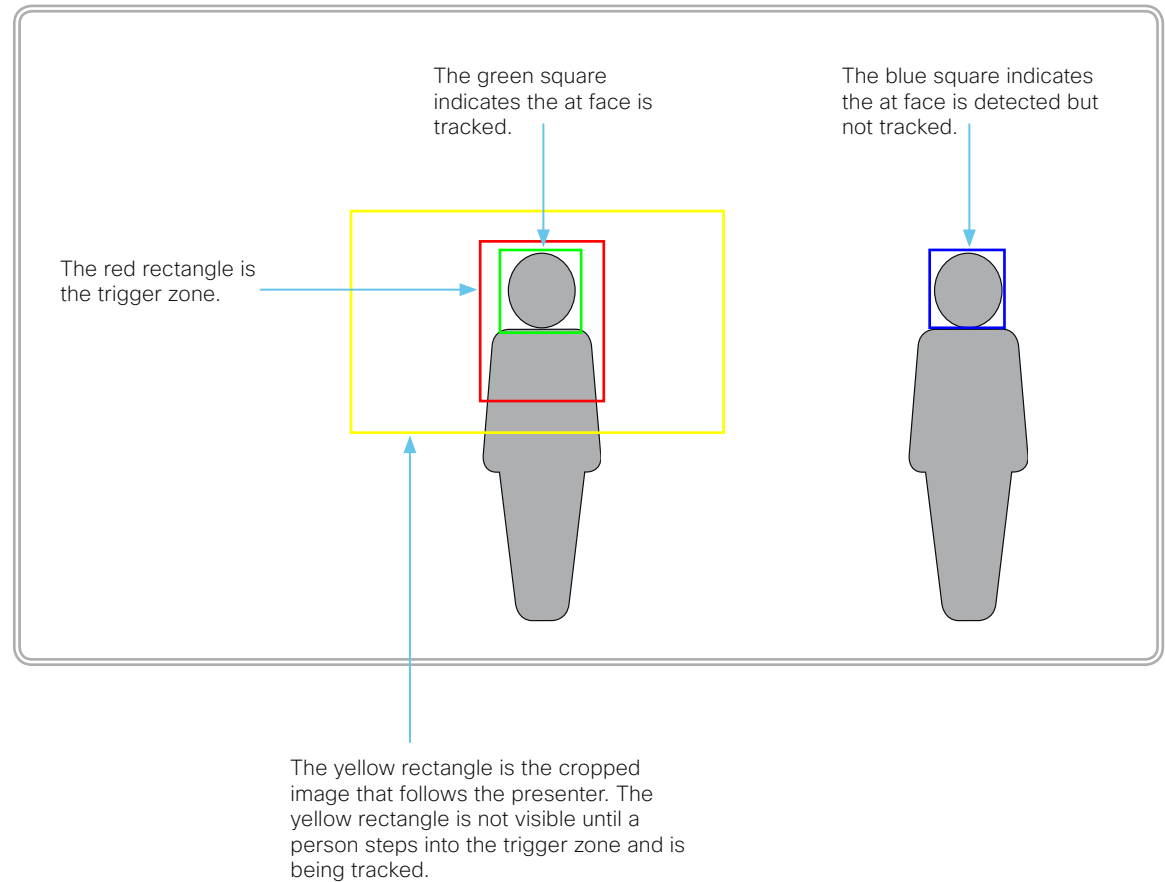 The green square
indicates the at face is
tracked.
The blue square indicates
the at face is detected but
not tracked.
The red rectangle is
the trigger zone.
The yellow rectangle is the cropped
image that follows the presenter. The
yellow rectangle is not visible until a
person steps into the trigger zone and is
being tracked.